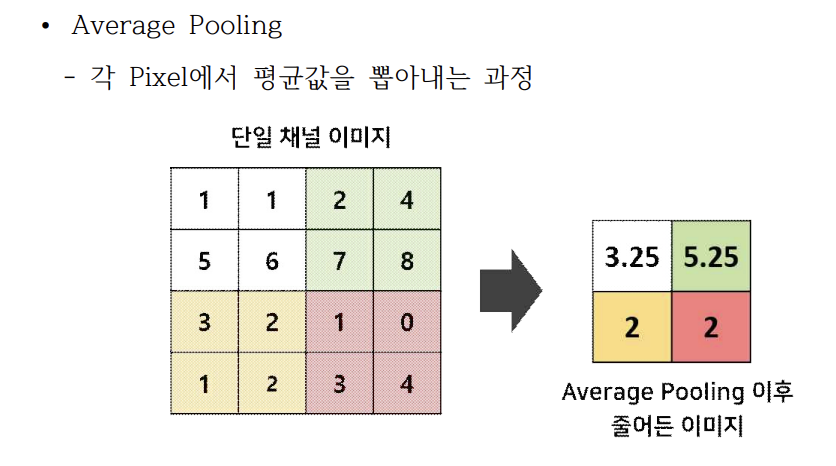 • Average Pooling
- 각 Pixel에서 평균값을 뽑아내는 과정
단일 채널 이미지
1 1 2 4
5 6 7 8
3 2 1 0
1 2 3 4
3.25 5.25
2 2
Average Pooling 이후
줄어든 이미지